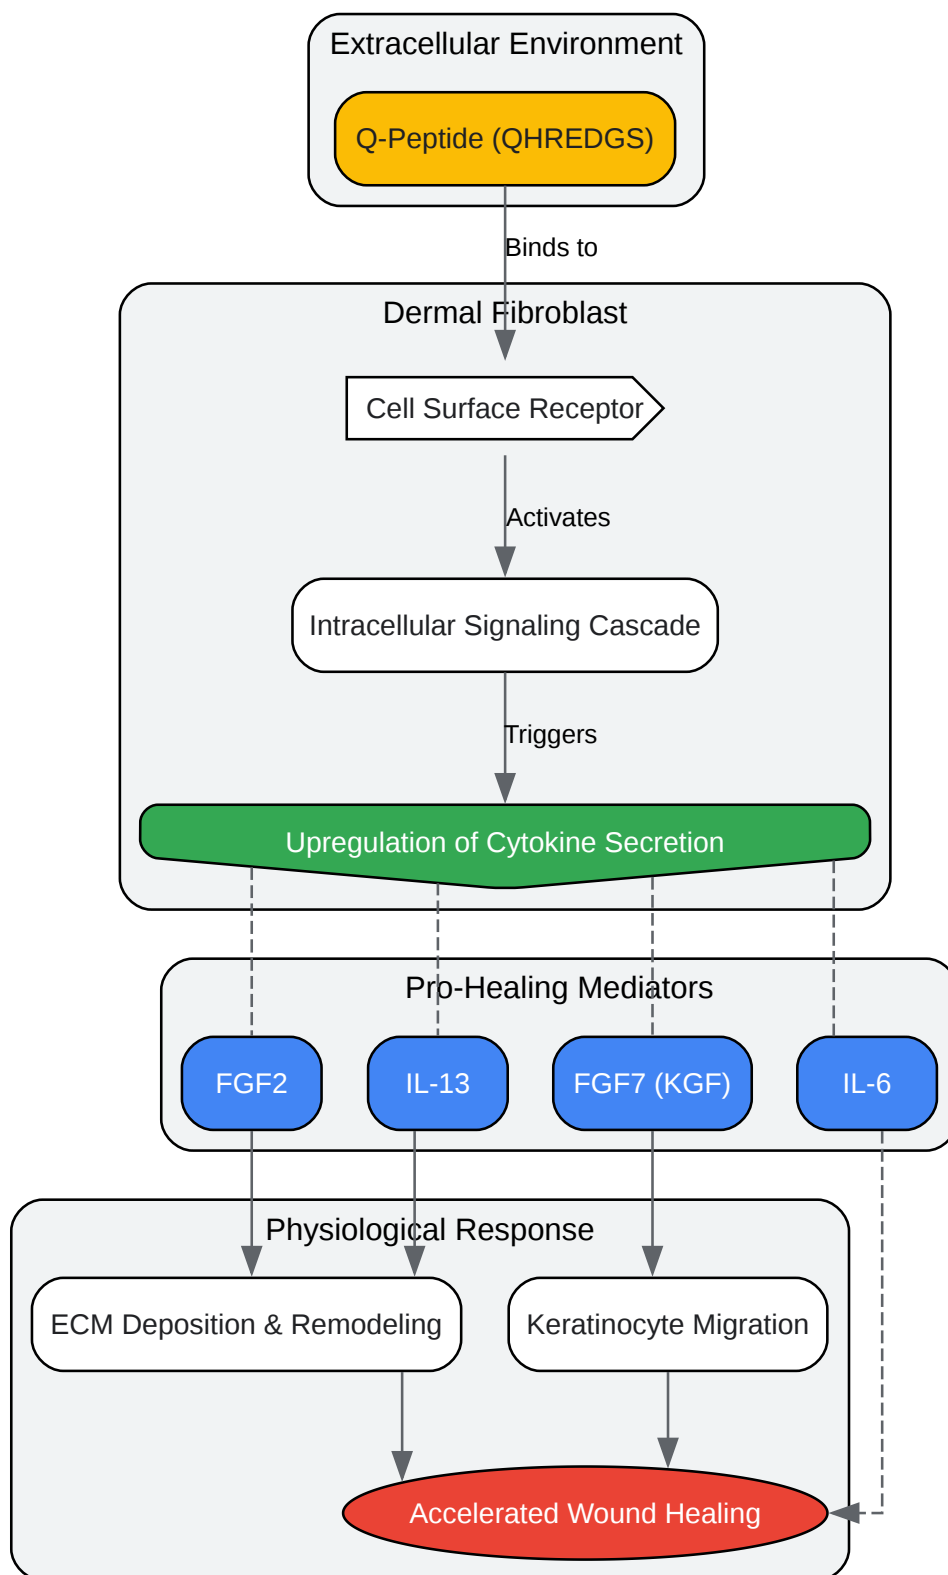 Extracellular Environment
Q-Peptide (QHREDGS)
Binds to
Dermal Fibroblast
Cell Surface Receptor
Activates
Intracellular Signaling Cascade
Triggers
Upregulation of Cytokine Secretion
Pro-Healing Mediators
FGF2
IL-13
FGF7 (KGF)
IL-6
Physiological Response
ECM Deposition & Remodeling
Keratinocyte Migration
Accelerated Wound Healing